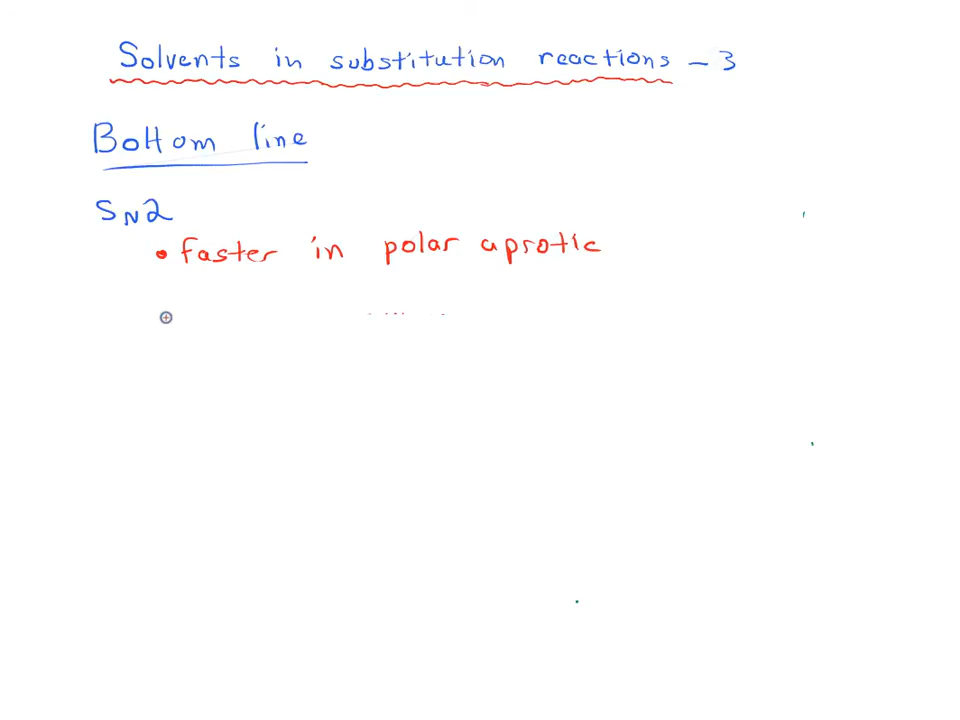 Solvents in substitution reactions - 3
Bottom line
SN2
• faster in polar aprotic